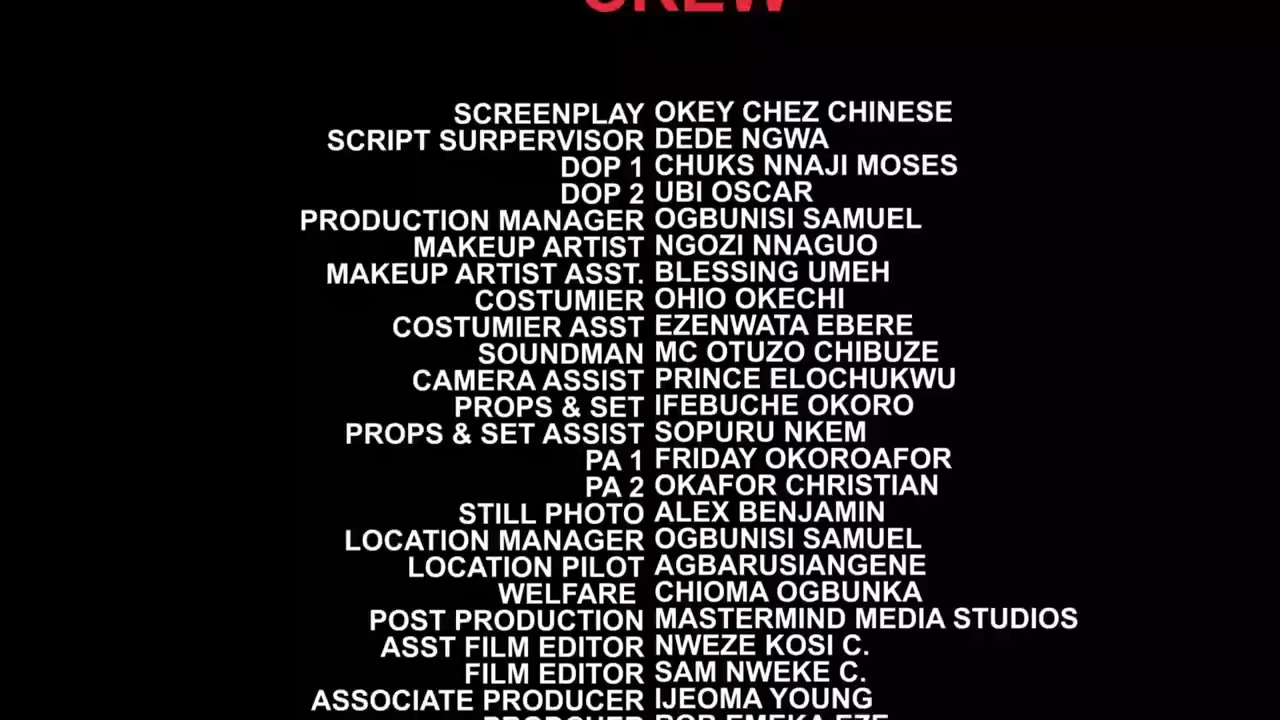 CREW
SCREENPLAY OKEY CHEZ CHINESE
SCRIPT SURPERVISOR DEDE NGWA
DOP 1 CHUKS NNAJI MOSES
DOP 2 UBI OSCAR
PRODUCTION MANAGER OGBUNISI SAMUEL
MAKEUP ARTIST NGOZI NNAGUO
MAKEUP ARTIST ASST. BLESSING UMEH
COSTUMIER OHIO OKECHI
COSTUMIER ASST EZENWATA EBERE
SOUNDMAN MC OTUZO CHIBUZE
CAMERA ASSIST PRINCE ELOCHUKWU
PROPS & SET IFEBUCHE OKORO
PROPS & SET ASSIST SOPURU NKEM
PA 1 FRIDAY OKOROAFOR
PA 2 OKAFOR CHRISTIAN
STILL PHOTO ALEX BENJAMIN
LOCATION MANAGER OGBUNISI SAMUEL
LOCATION PILOT AGBARUSIANGENE
WELFARE CHIOMA OGBUNKA
POST PRODUCTION MASTERMIND MEDIA STUDIOS
ASST FILM EDITOR NWEZE KOSI C.
FILM EDITOR SAM NWEKE C.
ASSOCIATE PRODUCER IJEOMA YOUNG
EMEKA EZE